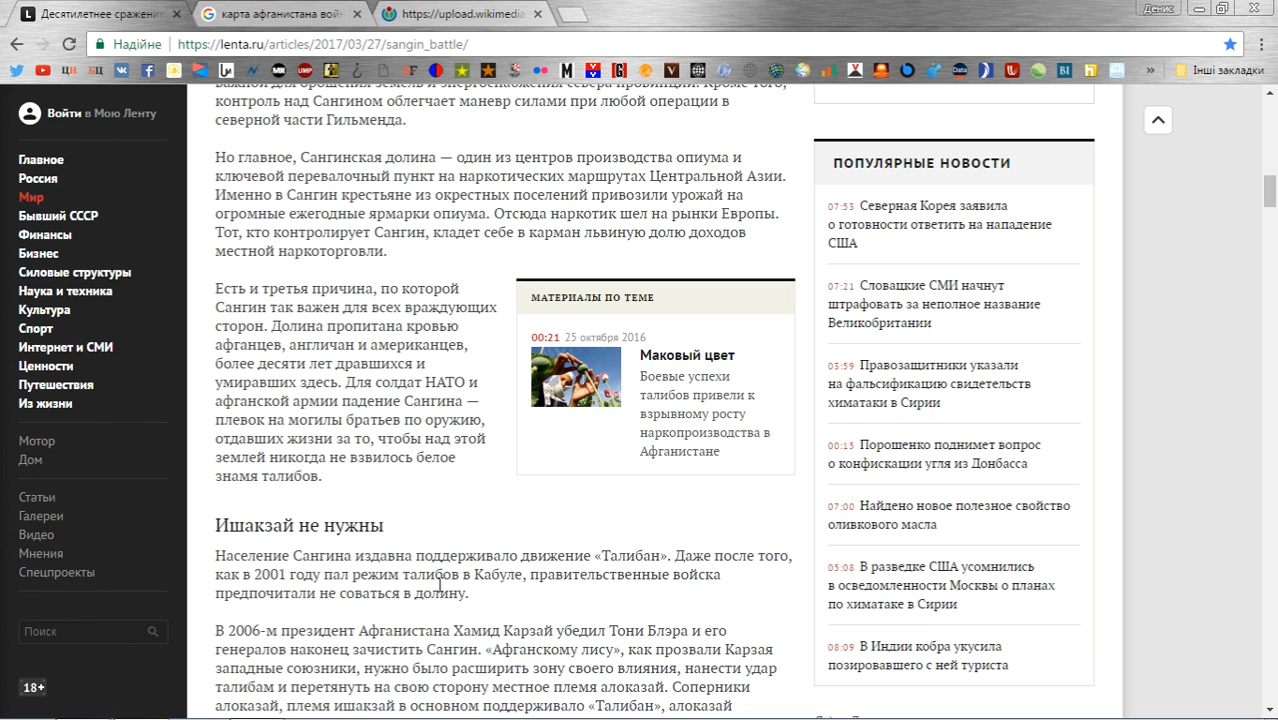 Десятилетнее сражение
карта афганистана войн
https://upload.wikimedia
Денис
Надійне
https://lenta.ru/articles/2017/03/27/sangin_battle/
Інші закладки
Войти в Мою Ленту
Главное
Россия
Мир
Бывший СССР
Финансы
Бизнес
Силовые структуры
Наука и техника
Культура
Спорт
Интернет и СМИ
Ценности
Путешествия
Из жизни
Мотор
Дом
Статьи
Галереи
Видео
Мнения
Спецпроекты
Поиск
18+
важной для орошения земель и энергоснабжения севера провинции. Кроме того,
контроль над Сангином облегчает маневр силами при любой операции в
северной части Гильменда.
Но главное, Сангинская долина — один из центров производства опиума и
ключевой перевалочный пункт на наркотических маршрутах Центральной Азии.
Именно в Сангин крестьяне из окрестных поселений привозили урожай на
огромные ежегодные ярмарки опиума. Отсюда наркотик шел на рынки Европы.
Тот, кто контролирует Сангин, кладет себе в карман львиную долю доходов
местной наркоторговли.
Есть и третья причина, по которой
Сангин так важен для всех враждующих
сторон. Долина пропитана кровью
афганцев, англичан и американцев,
более десяти лет дравшихся и
умиравших здесь. Для солдат НАТО и
афганской армии падение Сангина —
плевок на могилы братьев по оружию,
отдавших жизни за то, чтобы над этой
землей никогда не взвилось белое
знамя талибов.
МАТЕРИАЛЫ ПО ТЕМЕ
00:21 25 октября 2016
Маковый цвет
Боевые успехи
талибов привели к
взрывному росту
наркопроизводства в
Афганистане
Ишакзай не нужны
Население Сангина издавна поддерживало движение «Талибан». Даже после того,
как в 2001 году пал режим талибов в Кабуле, правительственные войска
предпочитали не соваться в долину.
В 2006-м президент Афганистана Хамид Карзай убедил Тони Блэра и его
генералов наконец зачистить Сангин. «Афганскому лису», как прозвали Карзая
западные союзники, нужно было расширить зону своего влияния, нанести удар
талибам и перетянуть на свою сторону местное племя алоказай. Соперники
алоказай, племя ишакзай в основном поддерживало «Талибан», алоказай
ПОПУЛЯРНЫЕ НОВОСТИ
07:53 Северная Корея заявила
о готовности ответить на нападение
США
07:21 Словацкие СМИ начнут
штрафовать за неполное название
Великобритании
03:59 Правозащитники указали
на фальсификацию свидетельств
химатаки в Сирии
00:15 Порошенко поднимет вопрос
о конфискации угля из Донбасса
07:00 Найдено новое полезное свойство
оливкового масла
05:08 В разведке США усомнились
в осведомленности Москвы о планах
по химатаке в Сирии
08:09 В Индии кобра укусила
позировавшего с ней туриста